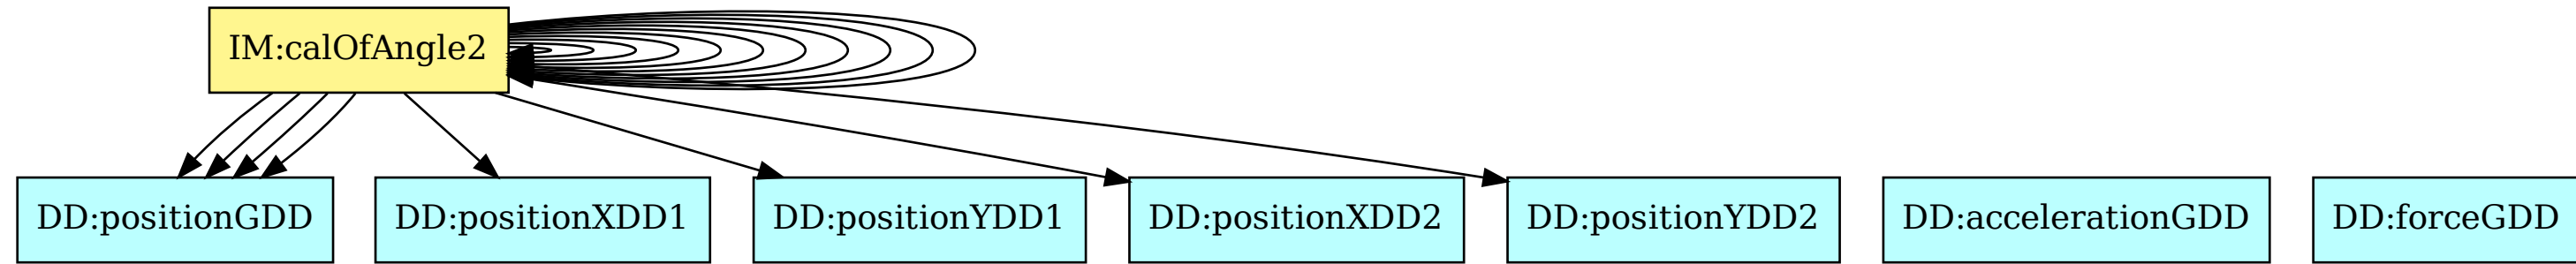 IM:calOfAngle2
DD:positionGDD
DD:positionXDD1
DD:positionYDD1
DD:positionXDD2
DD:positionYDD2
DD:accelerationGDD
DD:forceGDD